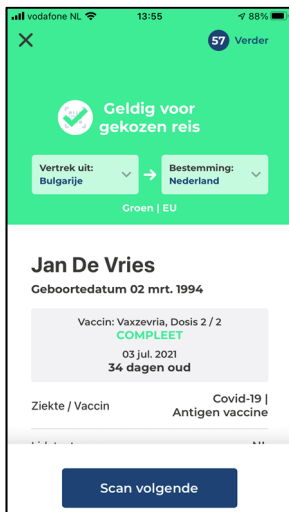 vodafone NL 13:55 88%
57 Verder
Geldig voor
gekozen reis
Vertrek uit:
Bulgarije
Bestemming:
Nederland
Groen | EU
Jan De Vries
Geboortedatum 02 mrt. 1994
Vaccin: Vaxzevria, Dosis 2 / 2
COMPLEET
03 jul. 2021
34 dagen oud
Ziekte / Vaccin
Covid-19 |
Antigen vaccine
NL
Scan volgende